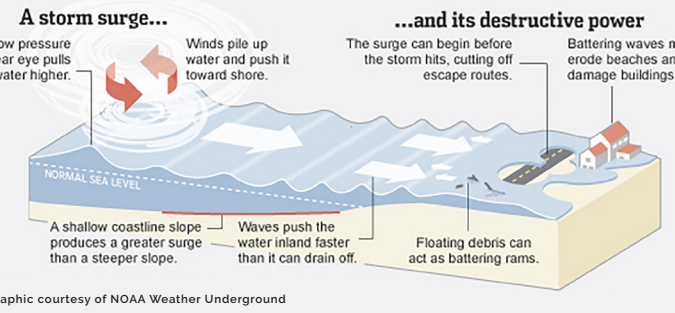 A storm surge...
...and its destructive power
ow pressure
ear eye pulls
water higher.
Winds pile up
water and push it
toward shore.
The surge can begin before
the storm hits, cutting off
escape routes.
Battering waves m
erode beaches an
damage buildings.
NORMAL SEA LEVEL
A shallow coastline slope
produces a greater surge
than a steeper slope.
Waves push the
water inland faster
than it can drain off.
Floating debris can
act as battering rams.
aphic courtesy of NOAA Weather Underground